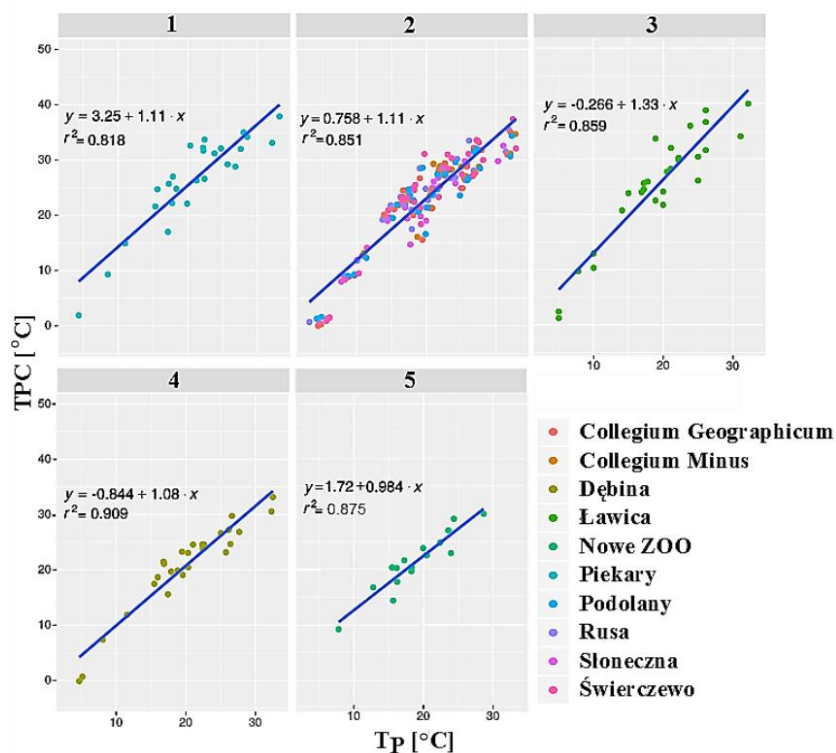 1
2
3
50
40
30
20
10
0
y = 3.25 + 1.11 · x
r² = 0.818
y = 0.758 + 1.11 · x
r² = 0.851
y = -0.266 + 1.33 · x
r² = 0.859
10
20
30
TPC [°C]
4
5
50
40
30
20
10
0
y = -0.844 + 1.08 · x
r² = 0.909
y = 1.72 + 0.984 · x
r² = 0.875
10
20
30
10
20
30
Tp [°C]
Collegium Geographicum
Collegium Minus
Dębina
Ławica
Nowe ZOO
Piekary
Podolany
Rusa
Słoneczna
Świerczewo